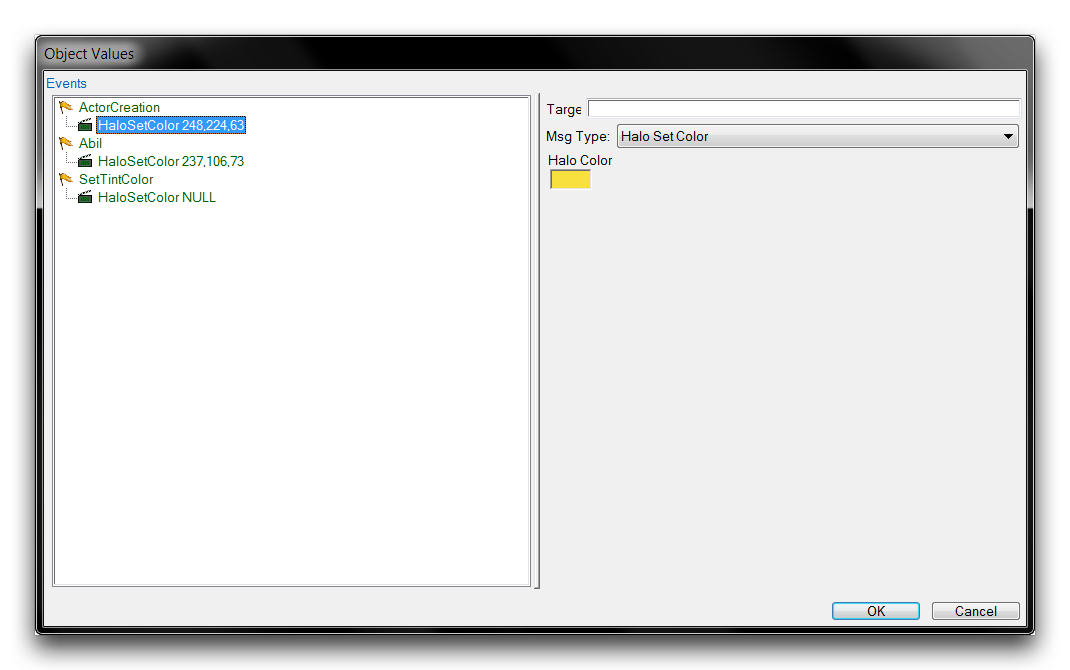 Object Values
Events
ActorCreation
HaloSetColor 248,224,63
Abil
HaloSetColor 237,106,73
SetTintColor
HaloSetColor NULL
Targe
Msg Type: Halo Set Color
Halo Color
OK Cancel